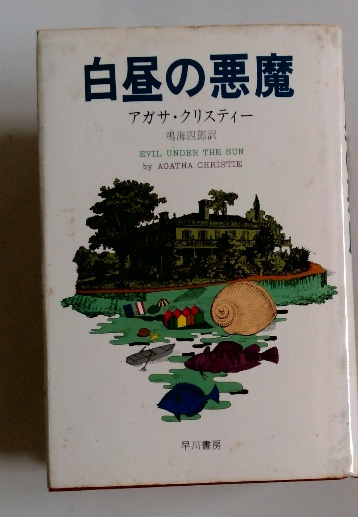 白昼の悪魔
アガサ・クリスティー
鳴海四郎訳
EVIL UNDER THE SUN
by AGATHA CHRISTIE
早川書房